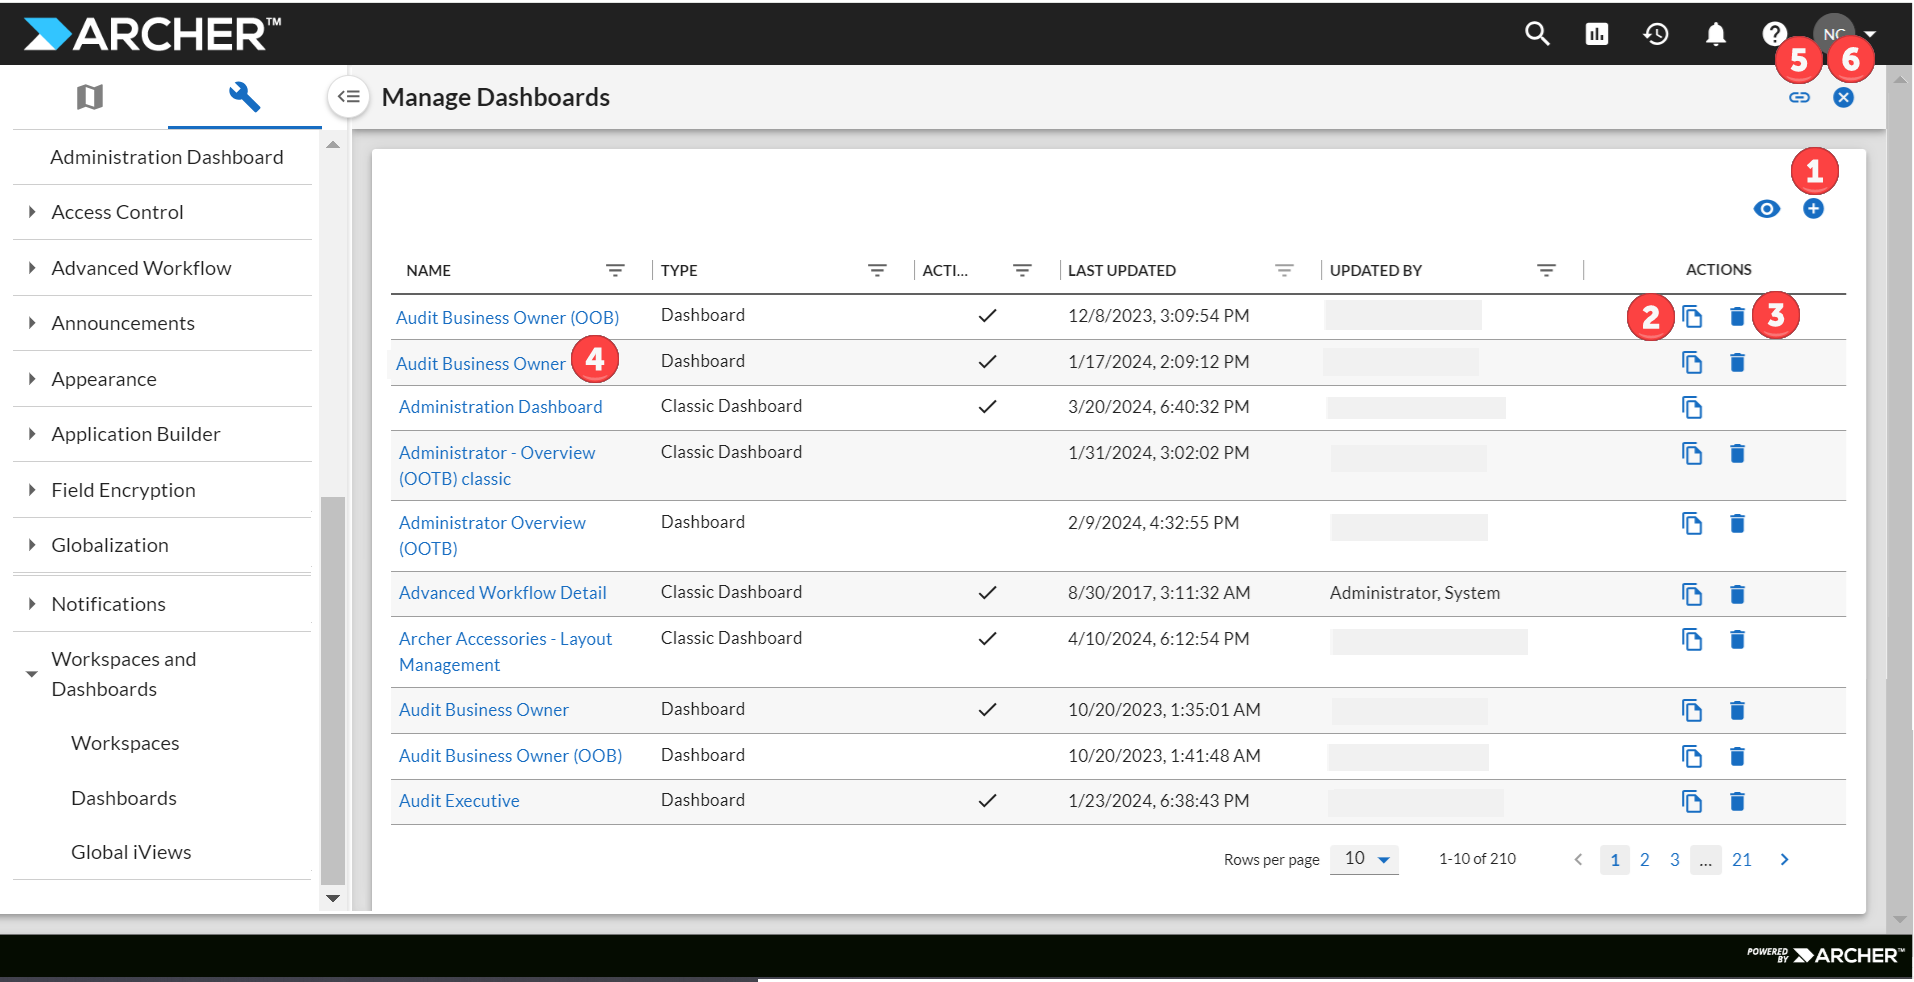 ARCHER™
NC
5
6
Manage Dashboards
Administration Dashboard
Access Control
Advanced Workflow
Announcements
Appearance
Application Builder
Field Encryption
Globalization
Notifications
Workspaces and
Dashboards
Workspaces
Dashboards
Global iViews
1
NAME TYPE ACTI... LAST UPDATED UPDATED BY ACTIONS
Audit Business Owner (OOB) Dashboard 12/8/2023, 3:09:54 PM 2 3
Audit Business Owner 4 Dashboard 1/17/2024, 2:09:12 PM
Administration Dashboard Classic Dashboard 3/20/2024, 6:40:32 PM
Administrator - Overview Classic Dashboard 1/31/2024, 3:02:02 PM
(OOTB) classic
Administrator Overview Dashboard 2/9/2024, 4:32:55 PM
(OOTB)
Advanced Workflow Detail Classic Dashboard 8/30/2017, 3:11:32 AM Administrator, System
Archer Accessories - Layout Classic Dashboard 4/10/2024, 6:12:54 PM
Management
Audit Business Owner Dashboard 10/20/2023, 1:35:01 AM
Audit Business Owner (OOB) Dashboard 10/20/2023, 1:41:48 AM
Audit Executive Dashboard 1/23/2024, 6:38:43 PM
Rows per page 10 1-10 of 210 1 2 3 ... 21
POWERED BY ARCHER™